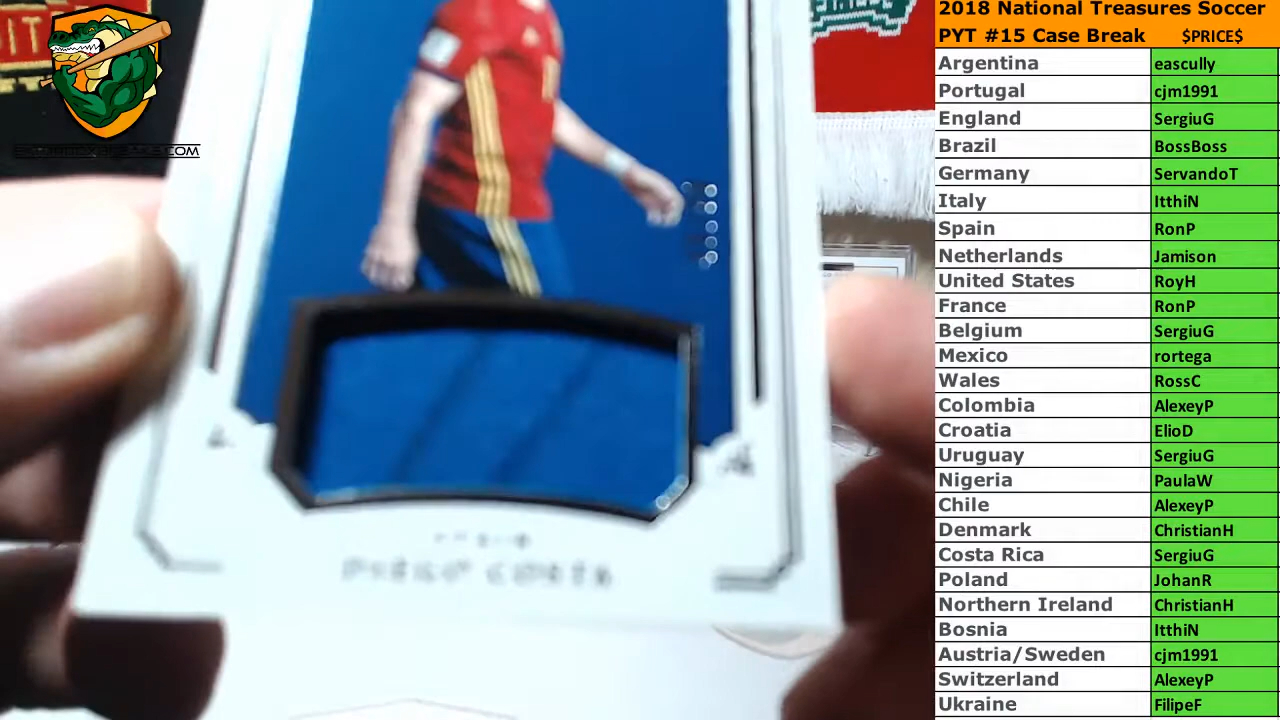 2018 National Treasures Soccer
PYT #15 Case Break $PRICE$
Argentina eascully
Portugal cjm1991
England SergiuG
Brazil BossBoss
Germany ServandoT
Italy ItthiN
Spain RonP
Netherlands Jamison
United States RoyH
France RonP
Belgium SergiuG
Mexico rortega
Wales RossC
Colombia AlexeyP
Croatia ElioD
Uruguay SergiuG
Nigeria PaulaW
Chile AlexeyP
Denmark ChristianH
Costa Rica SergiuG
Poland JohanR
Northern Ireland ChristianH
Bosnia ItthiN
Austria/Sweden cjm1991
Switzerland AlexeyP
Ukraine FilipeF
DIEGO COSTA